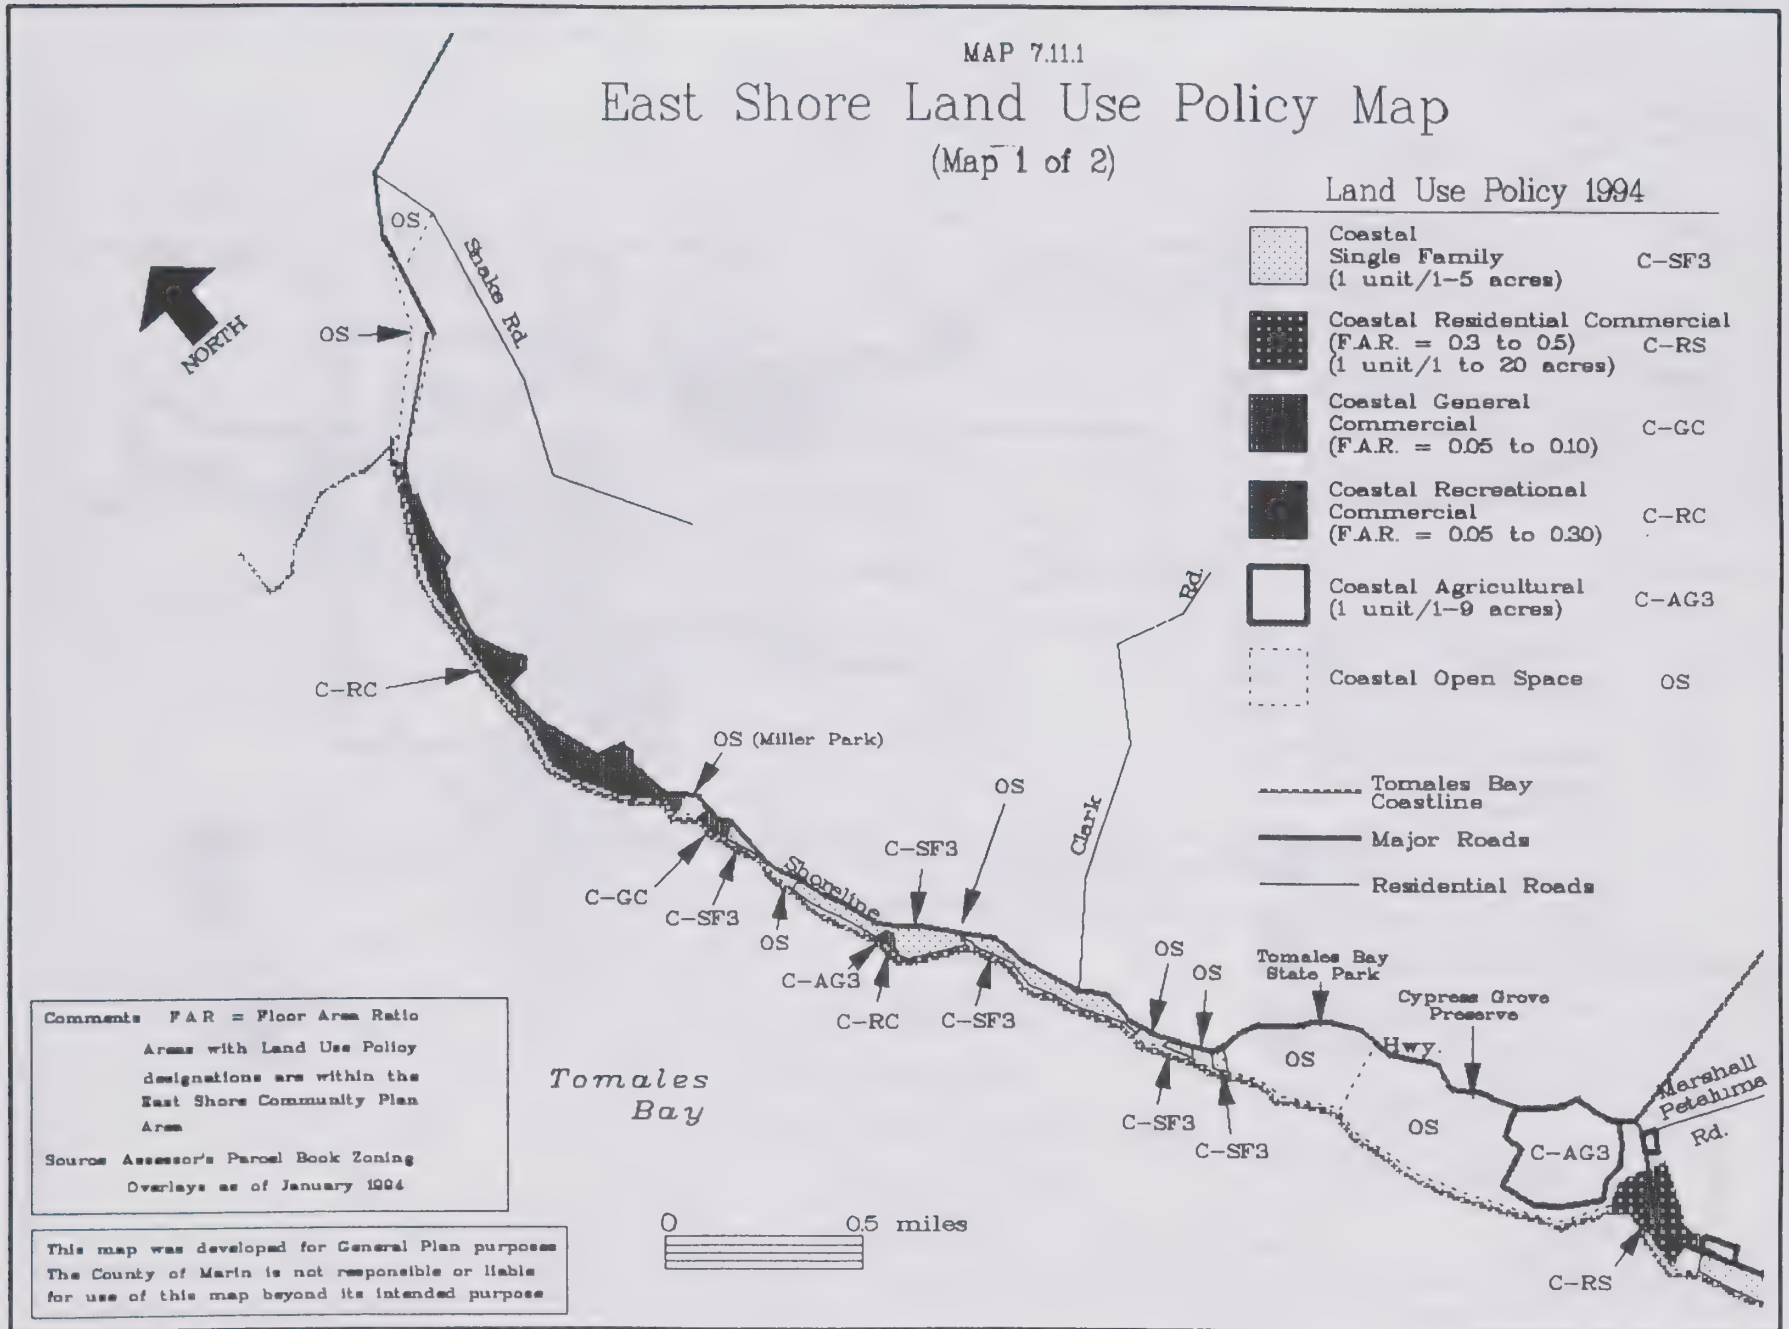 MAP 7.11.1
East Shore Land Use Policy Map
(Map 1 of 2)
Land Use Policy 1994
Coastal
Single Family
(1 unit/1-5 acres)
C-SF3
Coastal Residential Commercial
(F.A.R. = 0.3 to 0.5)
(1 unit/1 to 20 acres)
C-RS
Coastal General
Commercial
(F.A.R. = 0.05 to 0.10)
C-GC
Coastal Recreational
Commercial
(F.A.R. = 0.05 to 0.30)
C-RC
Coastal Agricultural
(1 unit/1-9 acres)
C-AG3
Coastal Open Space
OS
Tomales Bay
Coastline
Major Roads
Residential Roads
NORTH
OS
OS
Snake Rd.
C-RC
OS (Miller Park)
C-GC
C-SF3
OS
Shoreline
C-SF3
OS
C-AG3
C-RC
C-SF3
Clark
Rd.
OS
OS
C-SF3
C-SF3
Tomales Bay
State Park
Cypress Grove
Preserve
Hwy.
OS
OS
C-AG3
Marshall
Petaluma
Rd.
C-RS
Tomales
Bay
0 0.5 miles
Comments FAR = Floor Area Ratio
Areas with Land Use Policy
designations are within the
East Shore Community Plan
Area
Source Assessor's Parcel Book Zoning
Overlays as of January 1994
This map was developed for General Plan purposes
The County of Marin is not responsible or liable
for use of this map beyond its intended purpose